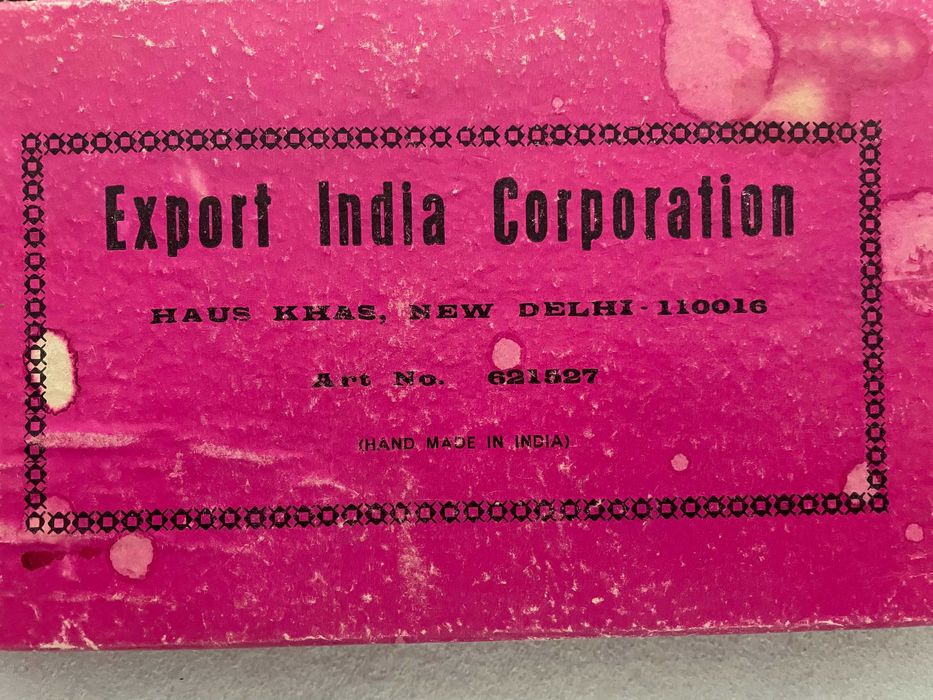 Export India Corporation
HAUS KHAS, NEW DELHI-110016
Art No. 621527
(HAND MADE IN INDIA)